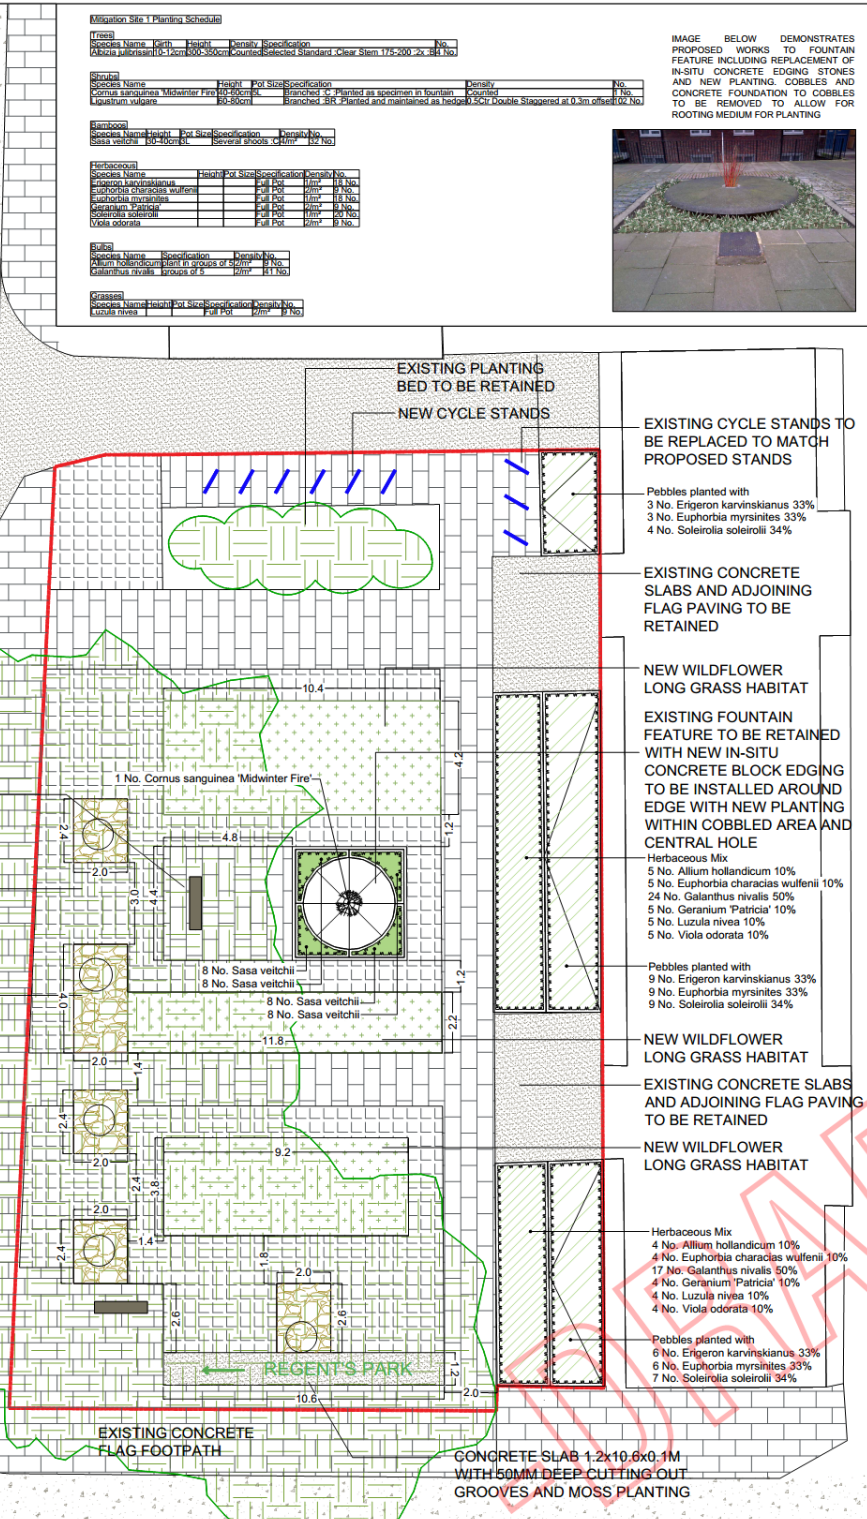 Mitigation Site 1 Planting Schedule
Trees
Species Name Girth Height Density Specification No.
Albizia julibrissin 10-12cm 300-350cm Counted Selected Standard :Clear Stem 175-200 :2x :B 4 No.
Shrubs
Species Name Height Pot Size Specification Density No.
Cornus sanguinea 'Midwinter Fire' 40-60cm 5L Branched :C :Planted as specimen in fountain Counted 1 No.
Ligustrum vulgare 60-80cm Branched :BR :Planted and maintained as hedge 0.5Ctr Double Staggered at 0.3m offset 102 No.
Bamboos
Species Name Height Pot Size Specification Density No.
Sasa veitchii 30-40cm 3L Several shoots :C 4/m² 32 No.
Herbaceous
Species Name Height Pot Size Specification Density No.
Erigeron karvinskianus Full Pot 1/m² 18 No.
Euphorbia characias wulfenii Full Pot 2/m² 9 No.
Euphorbia myrsinites Full Pot 1/m² 18 No.
Geranium 'Patricia' Full Pot 2/m² 9 No.
Soleirolia soleirolii Full Pot 1/m² 20 No.
Viola odorata Full Pot 2/m² 9 No.
Bulbs
Species Name Specification Density No.
Allium hollandicum plant in groups of 5 2/m² 9 No.
Galanthus nivalis groups of 5 2/m² 41 No.
Grasses
Species Name Height Pot Size Specification Density No.
Luzula nivea Full Pot 2/m² 9 No.
IMAGE BELOW DEMONSTRATES
PROPOSED WORKS TO FOUNTAIN
FEATURE INCLUDING REPLACEMENT OF
IN-SITU CONCRETE EDGING STONES
AND NEW PLANTING. COBBLES AND
CONCRETE FOUNDATION TO COBBLES
TO BE REMOVED TO ALLOW FOR
ROOTING MEDIUM FOR PLANTING
EXISTING PLANTING
BED TO BE RETAINED
NEW CYCLE STANDS
EXISTING CYCLE STANDS TO
BE REPLACED TO MATCH
PROPOSED STANDS
Pebbles planted with
3 No. Erigeron karvinskianus 33%
3 No. Euphorbia myrsinites 33%
4 No. Soleirolia soleirolii 34%
EXISTING CONCRETE
SLABS AND ADJOINING
FLAG PAVING TO BE
RETAINED
NEW WILDFLOWER
LONG GRASS HABITAT
10.4
4.2
EXISTING FOUNTAIN
FEATURE TO BE RETAINED
WITH NEW IN-SITU
CONCRETE BLOCK EDGING
TO BE INSTALLED AROUND
EDGE WITH NEW PLANTING
WITHIN COBBLED AREA AND
CENTRAL HOLE
1 No. Cornus sanguinea 'Midwinter Fire'
1.2
2.4
4.8
2.0
3.0
4.4
Herbaceous Mix
5 No. Allium hollandicum 10%
5 No. Euphorbia characias wulfenii 10%
24 No. Galanthus nivalis 50%
5 No. Geranium 'Patricia' 10%
5 No. Luzula nivea 10%
5 No. Viola odorata 10%
8 No. Sasa veitchii
8 No. Sasa veitchii
8 No. Sasa veitchii
8 No. Sasa veitchii
1.2
4.0
2.2
Pebbles planted with
9 No. Erigeron karvinskianus 33%
9 No. Euphorbia myrsinites 33%
9 No. Soleirolia soleirolii 34%
11.8
NEW WILDFLOWER
LONG GRASS HABITAT
2.0
1.4
EXISTING CONCRETE SLABS
AND ADJOINING FLAG PAVING
TO BE RETAINED
2.4
2.0
9.2
NEW WILDFLOWER
LONG GRASS HABITAT
2.4
3.8
2.0
1.4
2.4
1.8
2.0
2.6
2.6
Herbaceous Mix
4 No. Allium hollandicum 10%
4 No. Euphorbia characias wulfenii 10%
17 No. Galanthus nivalis 50%
4 No. Geranium 'Patricia' 10%
4 No. Luzula nivea 10%
4 No. Viola odorata 10%
Pebbles planted with
6 No. Erigeron karvinskianus 33%
6 No. Euphorbia myrsinites 33%
7 No. Soleirolia soleirolii 34%
REGENT'S PARK
1.2
10.6
2.0
EXISTING CONCRETE
FLAG FOOTPATH
CONCRETE SLAB 1.2x10.6x0.1M
WITH 50MM DEEP CUTTING OUT
GROOVES AND MOSS PLANTING